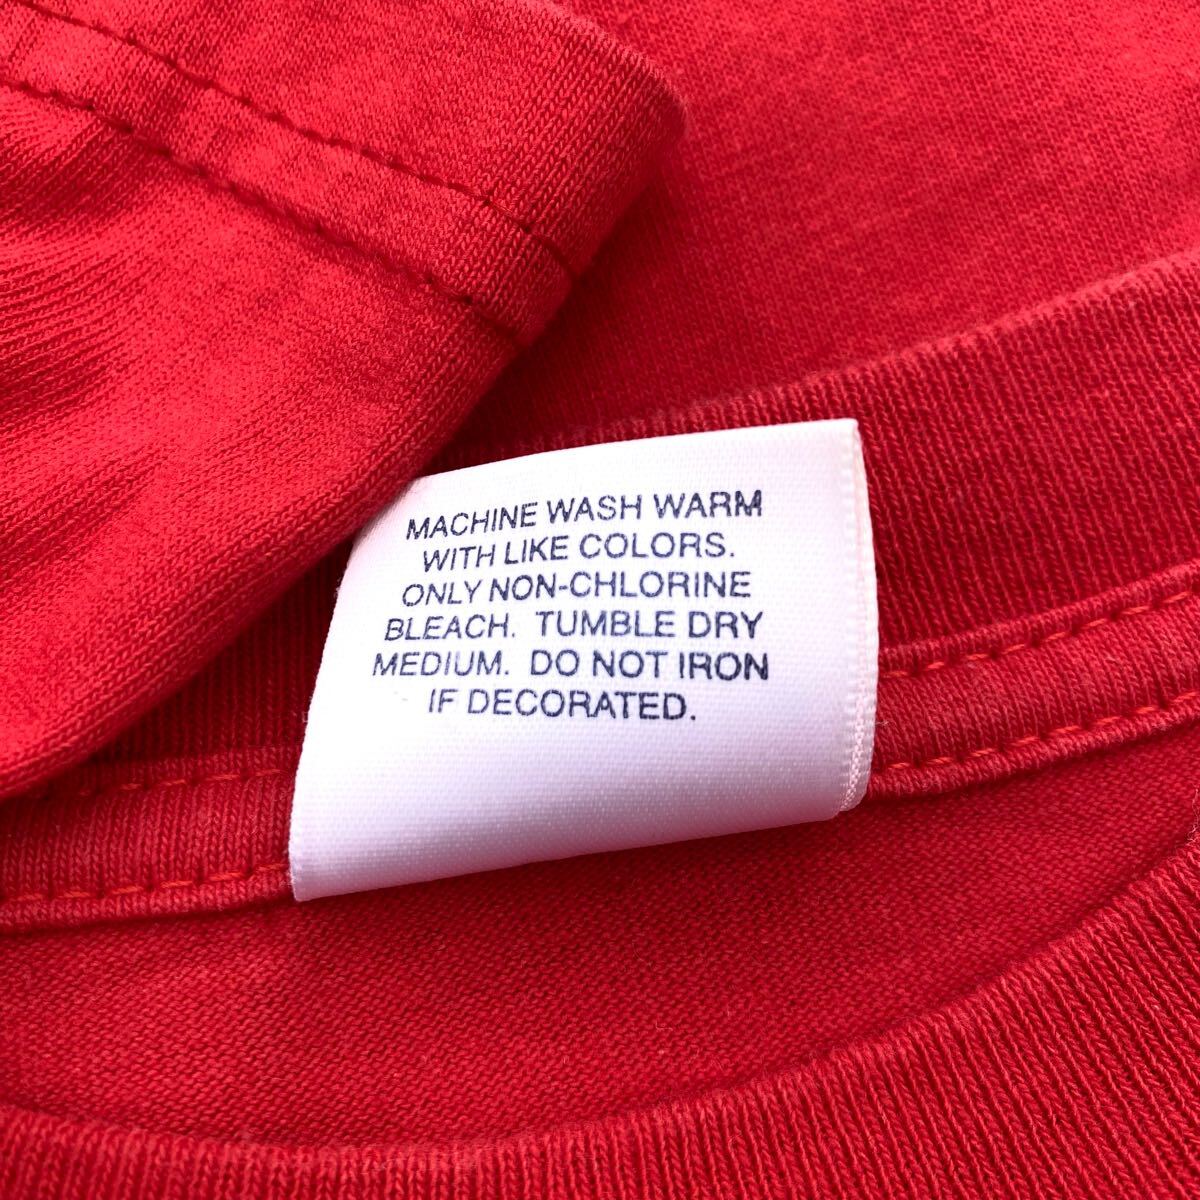 MACHINE WASH WARM
WITH LIKE COLORS.
ONLY NON-CHLORINE
BLEACH. TUMBLE DRY
MEDIUM. DO NOT IRON
IF DECORATED.